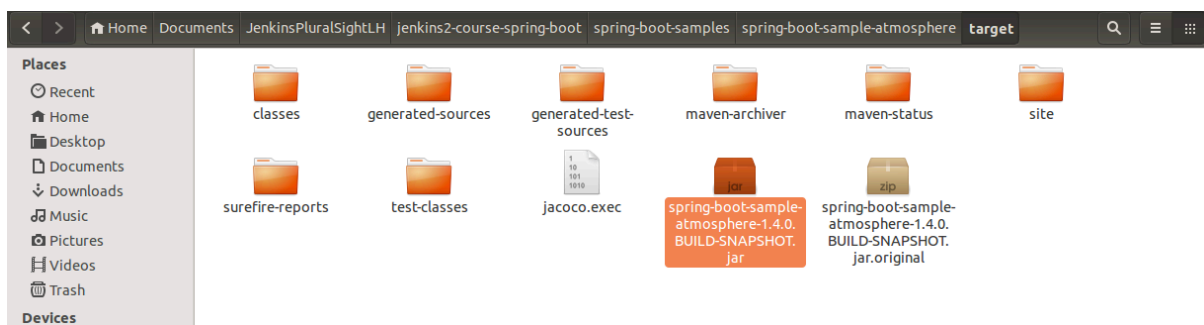 Home Documents JenkinsPluralSightLH jenkins2-course-spring-boot spring-boot-samples spring-boot-sample-atmosphere target
Places
Recent
Home
Desktop
Documents
Downloads
Music
Pictures
Videos
Trash
Devices
classes
generated-sources
generated-test-
sources
maven-archiver
maven-status
site
surefire-reports
test-classes
1
10
101
1010
jacoco.exec
jar
spring-boot-sample-
atmosphere-1.4.0.
BUILD-SNAPSHOT.
jar
zip
spring-boot-sample-
atmosphere-1.4.0.
BUILD-SNAPSHOT.
jar.original